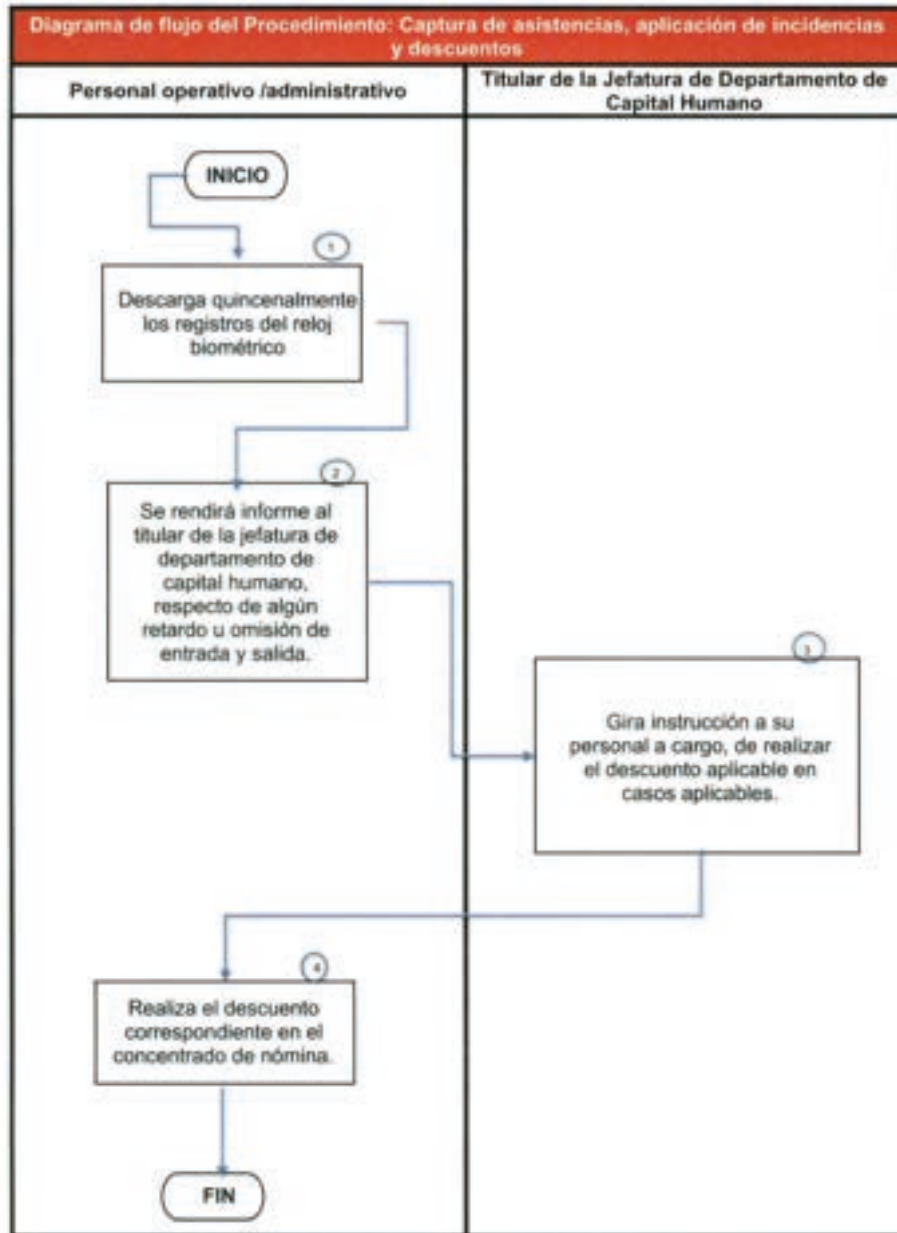 Diagrama de flujo del Procedimiento: Captura de asistencias, aplicación de incidencias
y descuentos
Personal operativo /administrativo
Titular de la Jefatura de Departamento de
Capital Humano
INICIO
1
Descarga quincenalmente
los registros del reloj
biométrico
2
Se rendirá informe al
titular de la jefatura de
departamento de
capital humano,
respecto de algún
retardo u omisión de
entrada y salida.
3
Gira instrucción a su
personal a cargo, de realizar
el descuento aplicable en
casos aplicables.
4
Realiza el descuento
correspondiente en el
concentrado de nómina.
FIN